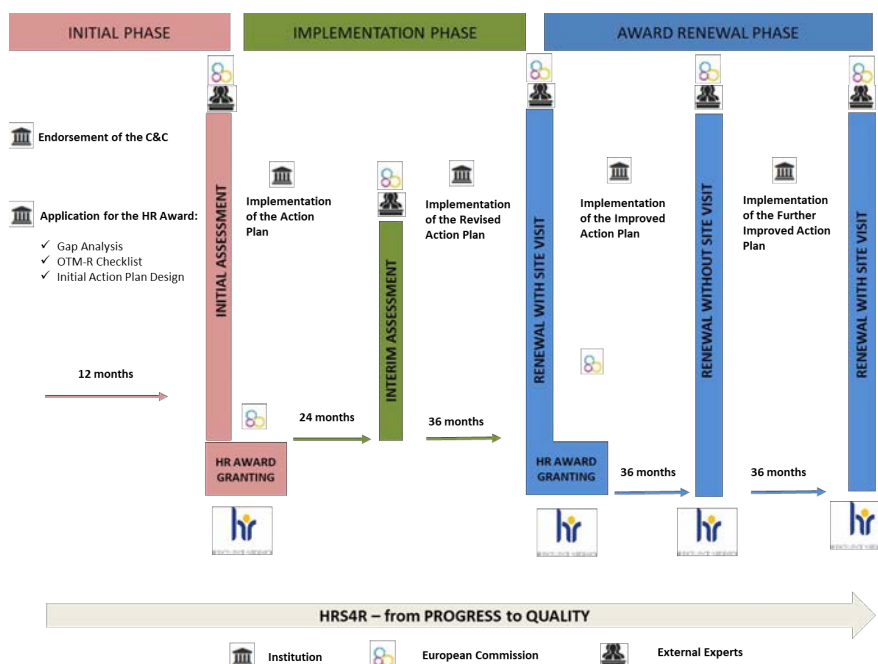 INITIAL PHASE
IMPLEMENTATION PHASE
AWARD RENEWAL PHASE
Endorsement of the C&C
Application for the HR Award:
✓ Gap Analysis
✓ OTM-R Checklist
✓ Initial Action Plan Design
12 months
INITIAL ASSESSMENT
HR AWARD
GRANTING
hr
Implementation
of the Action
Plan
24 months
INTERIM ASSESSMENT
Implementation
of the Revised
Action Plan
36 months
RENEWAL WITH SITE VISIT
HR AWARD
GRANTING
hr
Implementation
of the Improved
Action Plan
36 months
RENEWAL WITHOUT SITE VISIT
hr
Implementation
of the Further
Improved Action
Plan
36 months
RENEWAL WITH SITE VISIT
hr
HRS4R – from PROGRESS to QUALITY
Institution
European Commission
External Experts